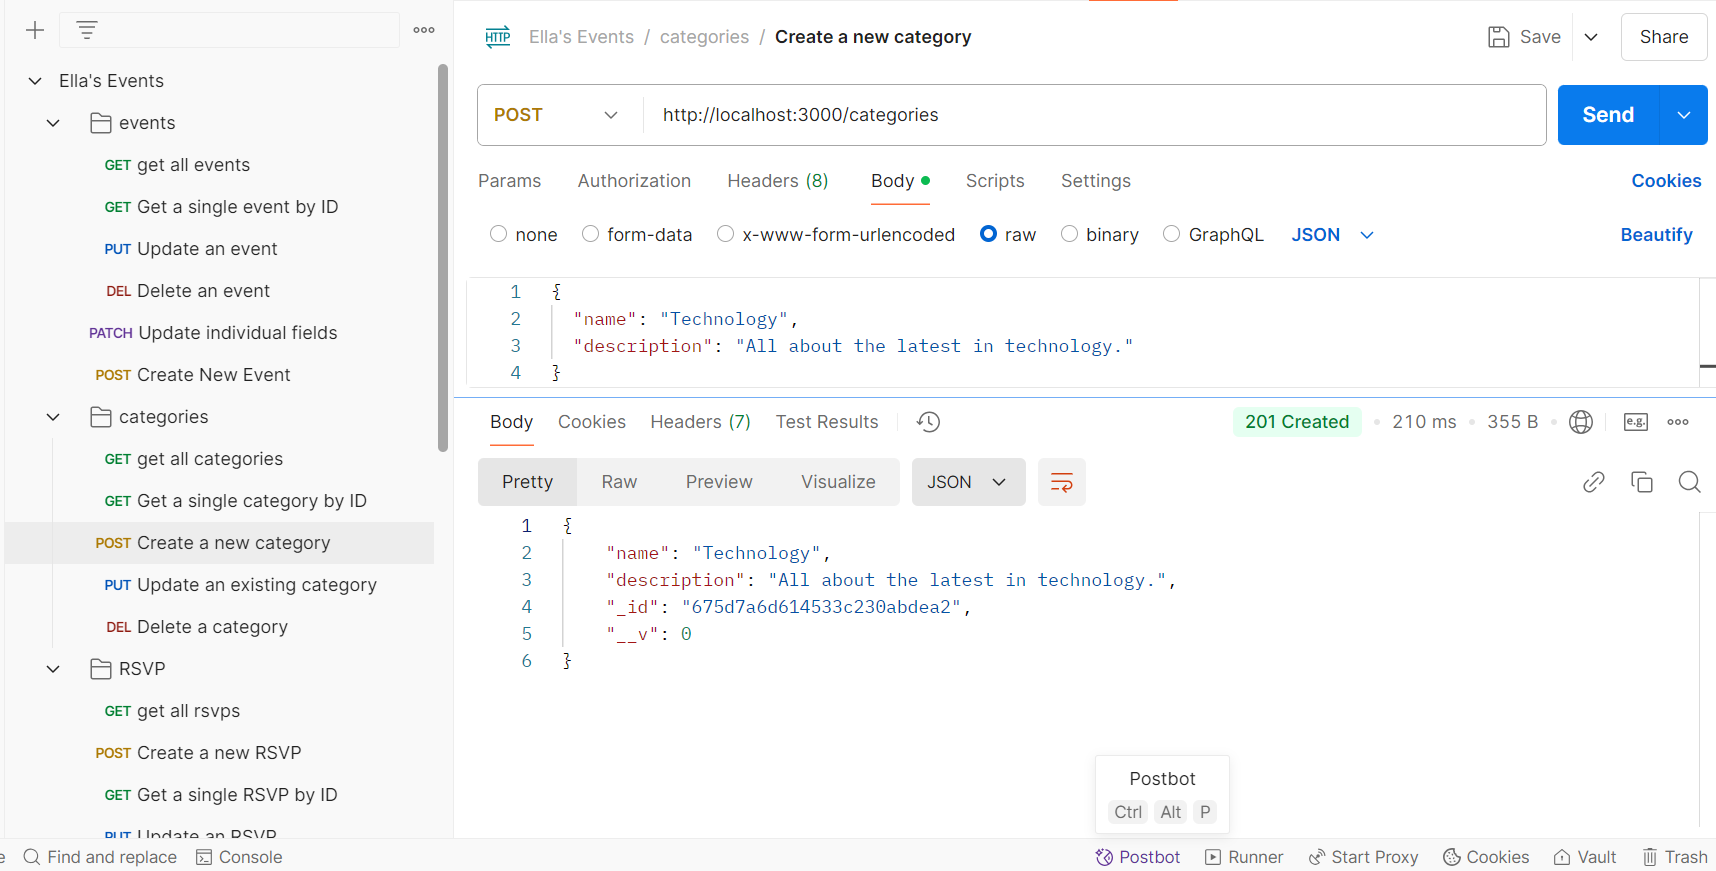 Ella's Events
events
GET get all events
GET Get a single event by ID
PUT Update an event
DEL Delete an event
PATCH Update individual fields
POST Create New Event
categories
GET get all categories
GET Get a single category by ID
POST Create a new category
PUT Update an existing category
DEL Delete a category
RSVP
GET get all rsvps
POST Create a new RSVP
GET Get a single RSVP by ID
PUT Update an RSVP
HTTP Ella's Events / categories / Create a new category
Save
Share
POST http://localhost:3000/categories
Send
Params Authorization Headers (8) Body Scripts Settings Cookies
none form-data x-www-form-urlencoded raw binary GraphQL JSON Beautify
1 {
2 "name": "Technology",
3 "description": "All about the latest in technology."
4 }
Body Cookies Headers (7) Test Results 201 Created • 210 ms • 355 B • e.g.
Pretty Raw Preview Visualize JSON
1 {
2 "name": "Technology",
3 "description": "All about the latest in technology.",
4 "_id": "675d7a6d614533c230abdea2",
5 "__v": 0
6 }
Postbot
Ctrl Alt P
e Find and replace Console Postbot Runner Start Proxy Cookies Vault Trash